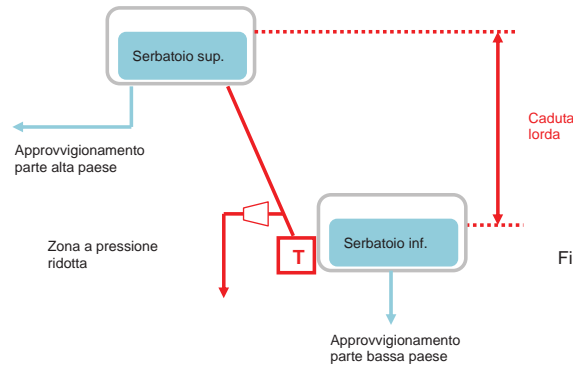 Serbatoio sup.
Caduta
lorda
Approvvigionamento
parte alta paese
Zona a pressione
ridotta
T
Serbatoio inf.
Fi
Approvvigionamento
parte bassa paese